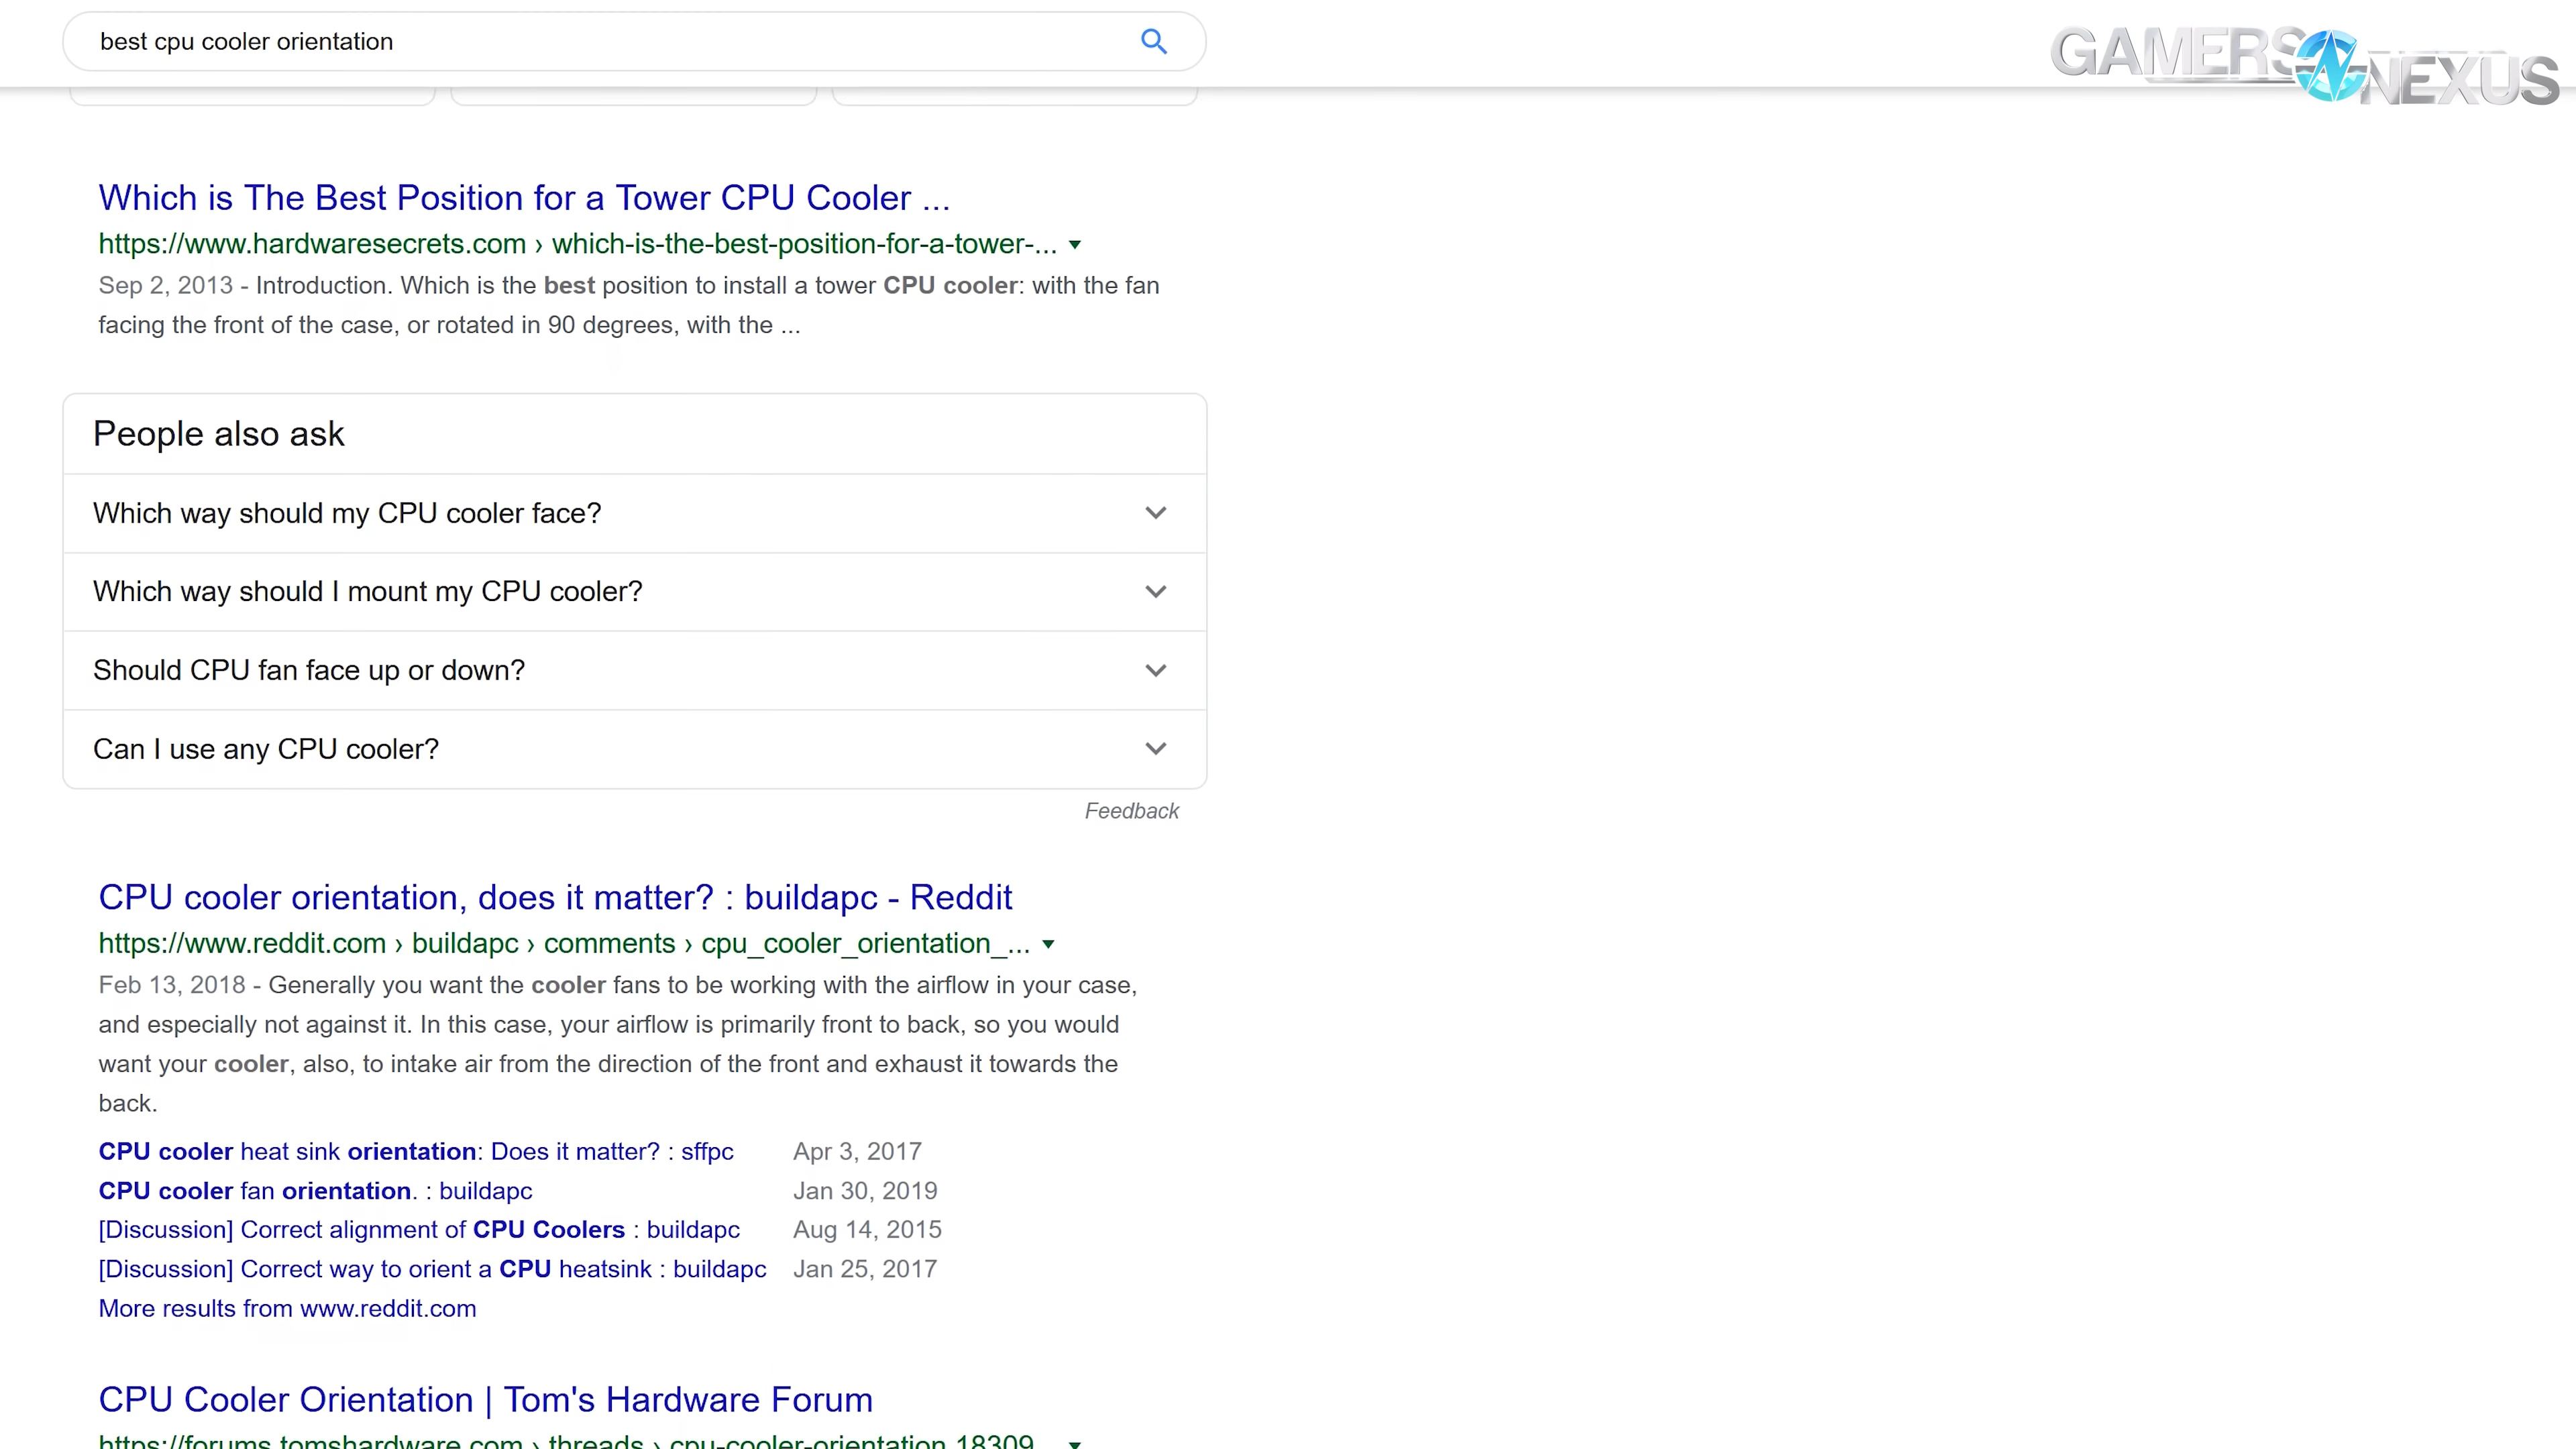 best cpu cooler orientation
GAMERS NEXUS
Which is The Best Position for a Tower CPU Cooler ...
https://www.hardwaresecrets.com › which-is-the-best-position-for-a-tower-...
Sep 2, 2013 - Introduction. Which is the best position to install a tower CPU cooler: with the fan
facing the front of the case, or rotated in 90 degrees, with the ...
People also ask
Which way should my CPU cooler face?
Which way should I mount my CPU cooler?
Should CPU fan face up or down?
Can I use any CPU cooler?
Feedback
CPU cooler orientation, does it matter? : buildapc - Reddit
https://www.reddit.com › buildapc › comments › cpu_cooler_orientation_...
Feb 13, 2018 - Generally you want the cooler fans to be working with the airflow in your case,
and especially not against it. In this case, your airflow is primarily front to back, so you would
want your cooler, also, to intake air from the direction of the front and exhaust it towards the
back.
CPU cooler heat sink orientation: Does it matter? : sffpc Apr 3, 2017
CPU cooler fan orientation. : buildapc Jan 30, 2019
[Discussion] Correct alignment of CPU Coolers : buildapc Aug 14, 2015
[Discussion] Correct way to orient a CPU heatsink : buildapc Jan 25, 2017
More results from www.reddit.com
CPU Cooler Orientation | Tom's Hardware Forum
https://forums.tomshardware.com › threads › cpu-cooler-orientation.18309...